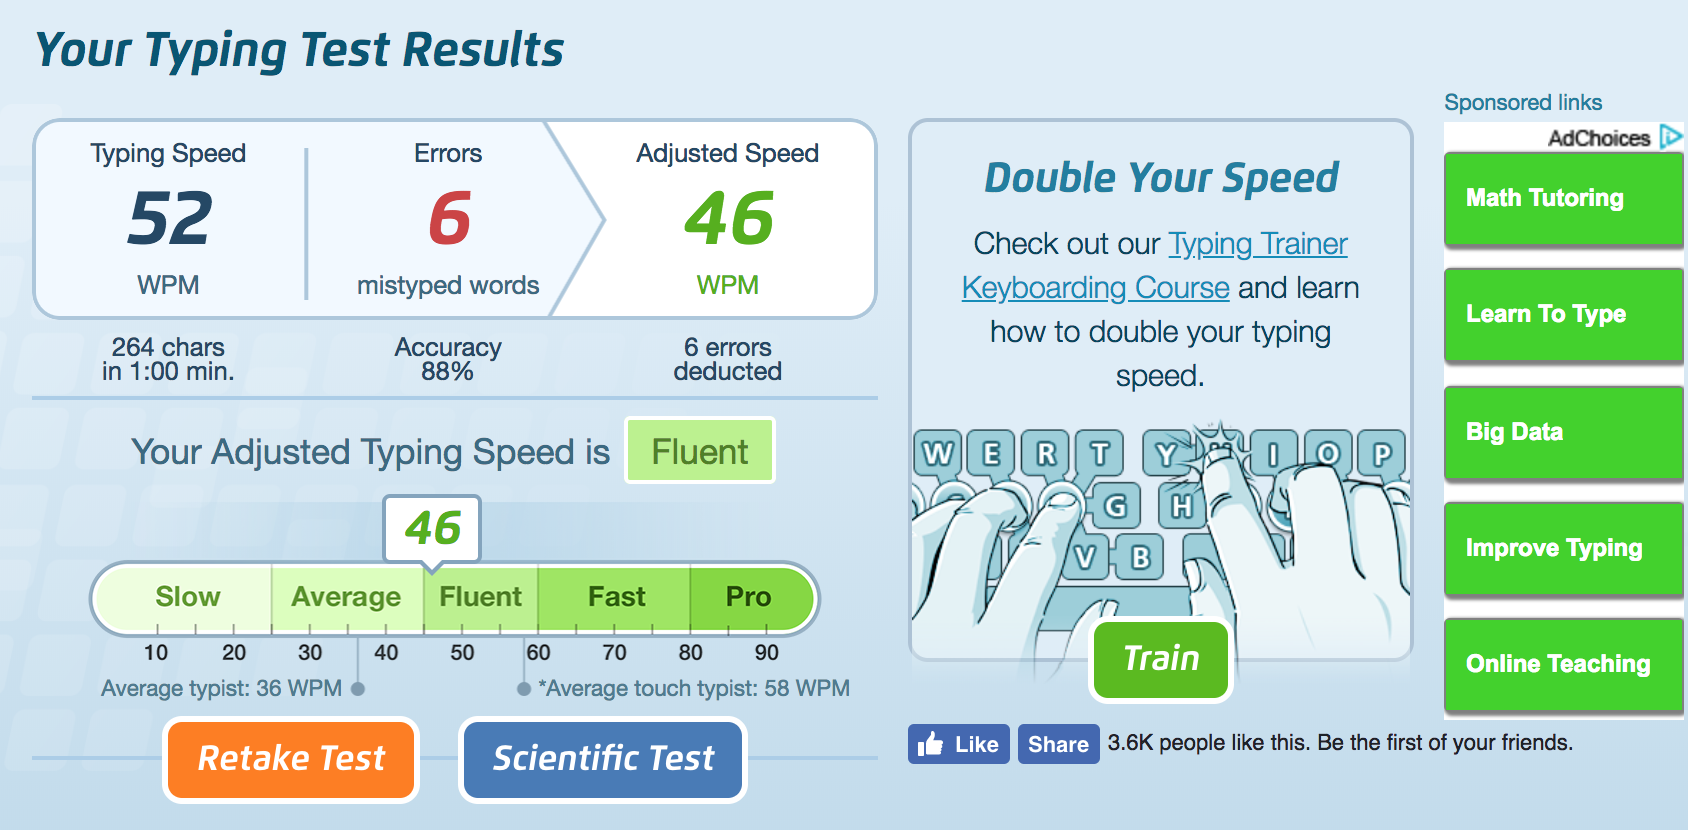 Your Typing Test Results
Typing Speed
52
WPM
Errors
6
mistyped words
Adjusted Speed
46
WPM
264 chars
in 1:00 min.
Accuracy
88%
6 errors
deducted
Your Adjusted Typing Speed is Fluent
46
Slow Average Fluent Fast Pro
10 20 30 40 50 60 70 80 90
Average typist: 36 WPM
*Average touch typist: 58 WPM
Retake Test
Scientific Test
Double Your Speed
Check out our Typing Trainer
Keyboarding Course and learn
how to double your typing
speed.
W E R T Y I O P
G H
V B
Train
Like
Share
3.6K people like this. Be the first of your friends.
Sponsored links
AdChoices
Math Tutoring
Learn To Type
Big Data
Improve Typing
Online Teaching